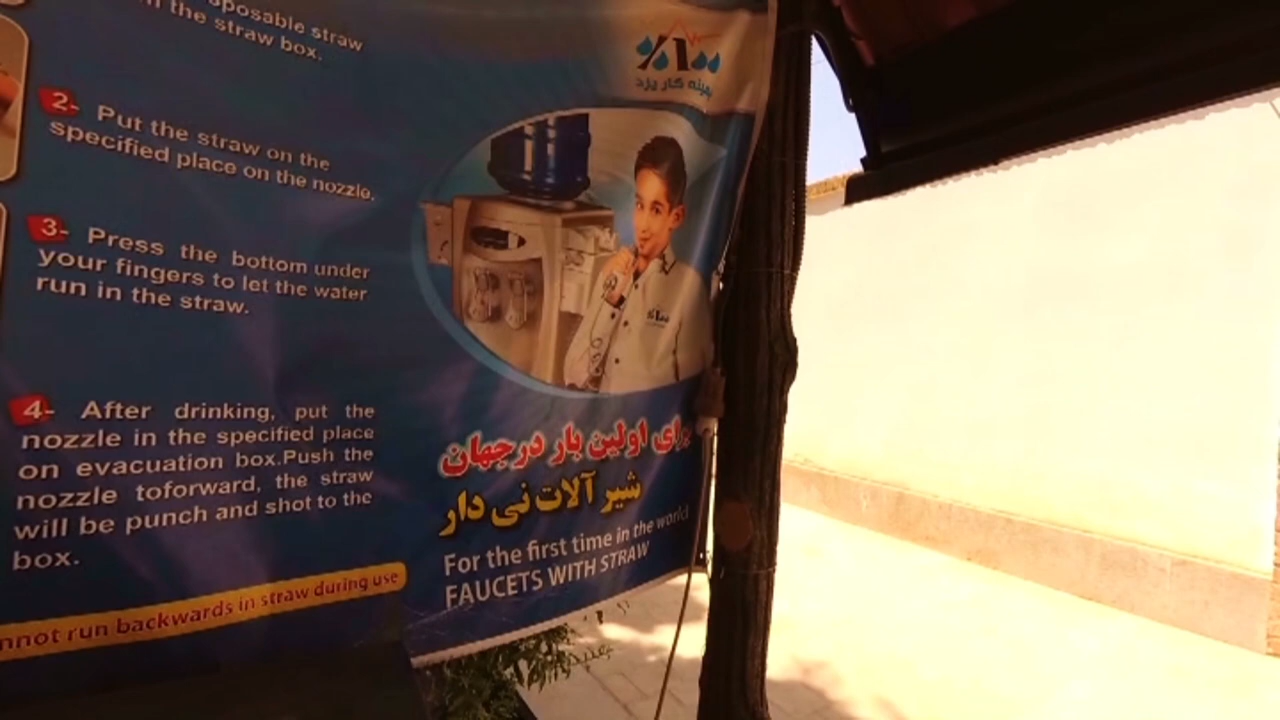 posable straw
the straw box.
2- Put the straw on the
specified place on the nozzle.
3- Press the bottom under
your fingers to let the water
run in the straw.
4- After drinking, put the
nozzle in the specified place
on evacuation box.Push the
nozzle toforward, the straw
will be punch and shot to the
box.
nnot run backwards in straw during use
بهینه کار یزد
برای اولین بار درجهان
شیر آلات نی دار
For the first time in the world
FAUCETS WITH STRAW